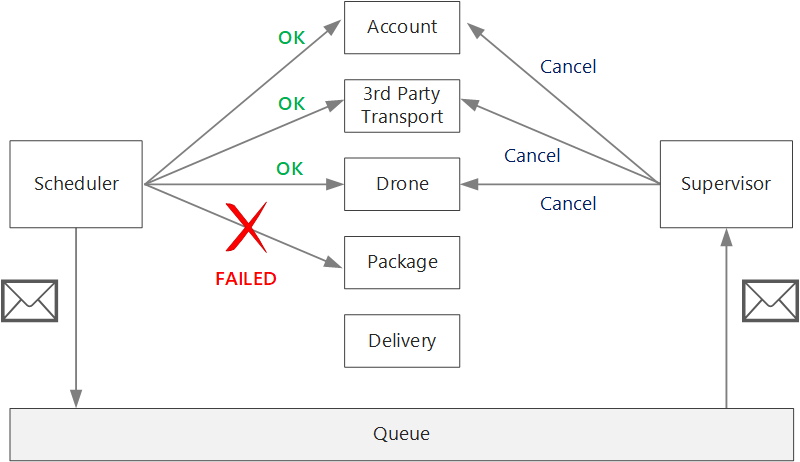 Account
OK
Cancel
3rd Party
Transport
OK
Cancel
Scheduler
OK
Drone
Supervisor
Cancel
Package
FAILED
Delivery
Queue